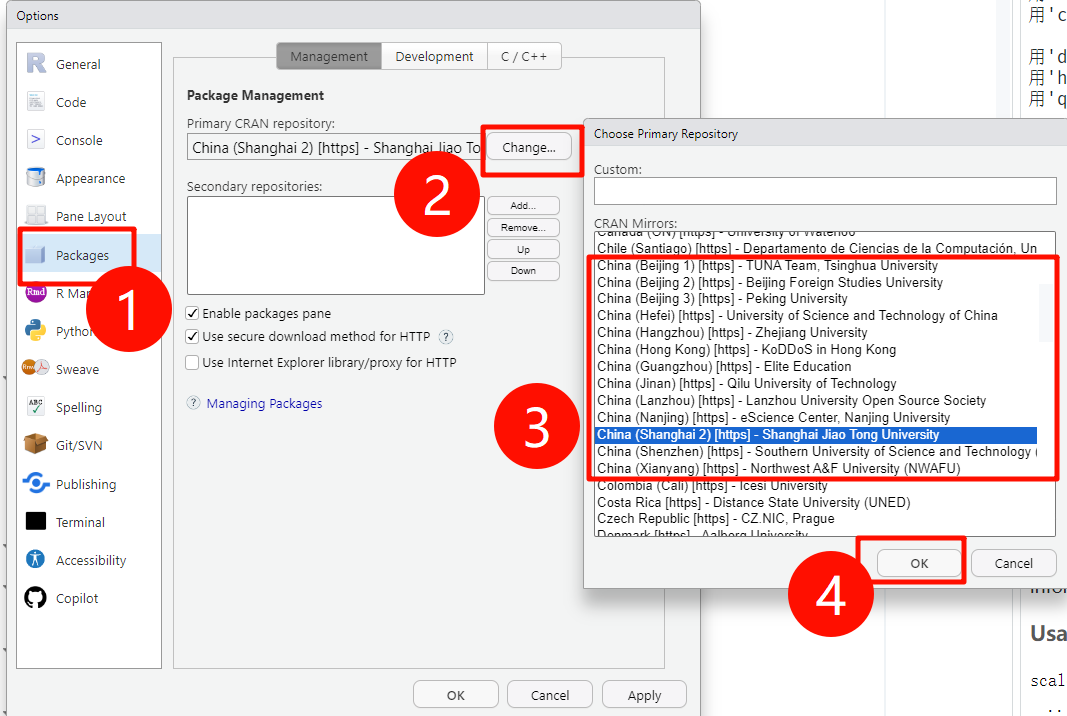 Options
General
Code
Console
Appearance
Pane Layout
Packages
R Ma
Python
Sweave
Spelling
Git/SVN
Publishing
Terminal
Accessibility
Copilot
1
Management
Development
C / C++
Package Management
Primary CRAN repository:
China (Shanghai 2) [https] - Shanghai Jiao To
Change...
2
Secondary repositories:
Add...
Remove...
Up
Down
Enable packages pane
Use secure download method for HTTP ?
Use Internet Explorer library/proxy for HTTP
? Managing Packages
OK
Cancel
Apply
Choose Primary Repository
Custom:
CRAN Mirrors:
Canada (ON) [https] - University of Waterloo
Chile (Santiago) [https] - Departamento de Ciencias de la Computación, Un
China (Beijing 1) [https] - TUNA Team, Tsinghua University
China (Beijing 2) [https] - Beijing Foreign Studies University
China (Beijing 3) [https] - Peking University
China (Hefei) [https] - University of Science and Technology of China
China (Hangzhou) [https] - Zhejiang University
China (Hong Kong) [https] - KoDDoS in Hong Kong
China (Guangzhou) [https] - Elite Education
China (Jinan) [https] - Qilu University of Technology
China (Lanzhou) [https] - Lanzhou University Open Source Society
China (Nanjing) [https] - eScience Center, Nanjing University
China (Shanghai 2) [https] - Shanghai Jiao Tong University
China (Shenzhen) [https] - Southern University of Science and Technology (
China (Xianyang) [https] - Northwest A&F University (NWAFU)
Colombia (Cali) [https] - Icesi University
Costa Rica [https] - Distance State University (UNED)
Czech Republic [https] - CZ.NIC, Prague
Denmark [https] - Aalborg University
3
OK
Cancel
4
用'c
用'd
用'h
用'q
Usa
scal
..